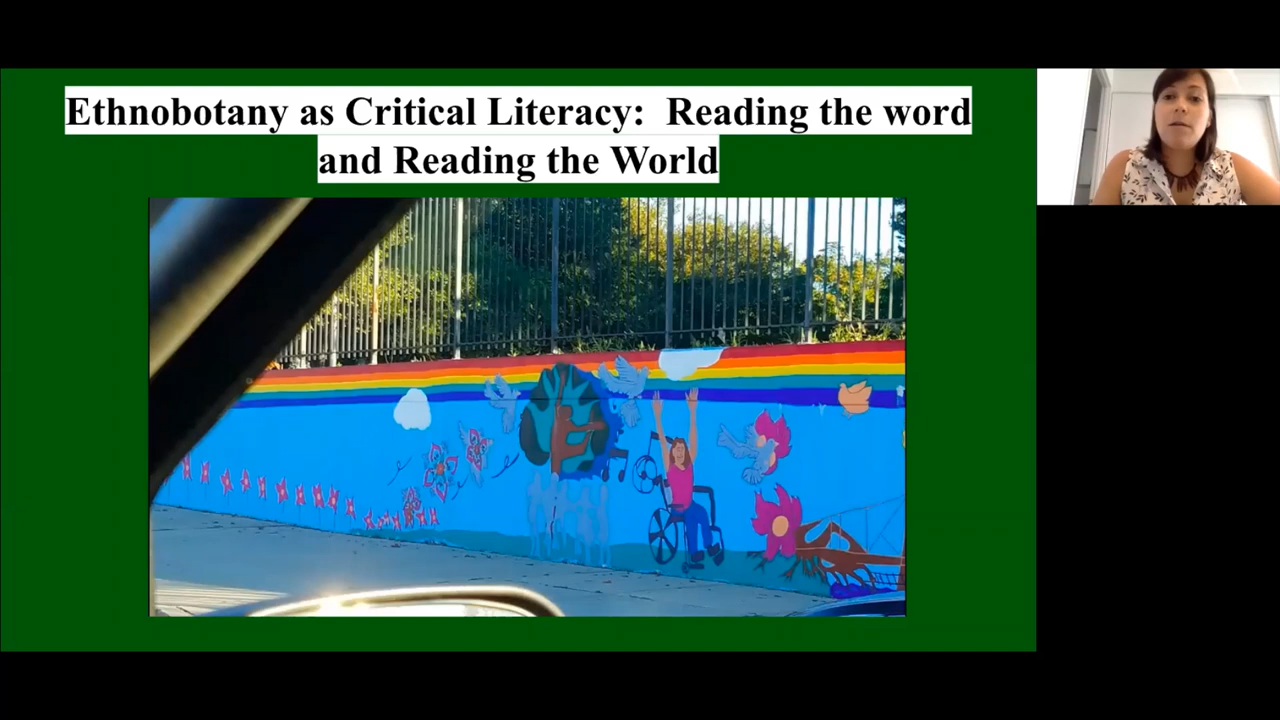 Ethnobotany as Critical Literacy:  Reading the word
and Reading the World